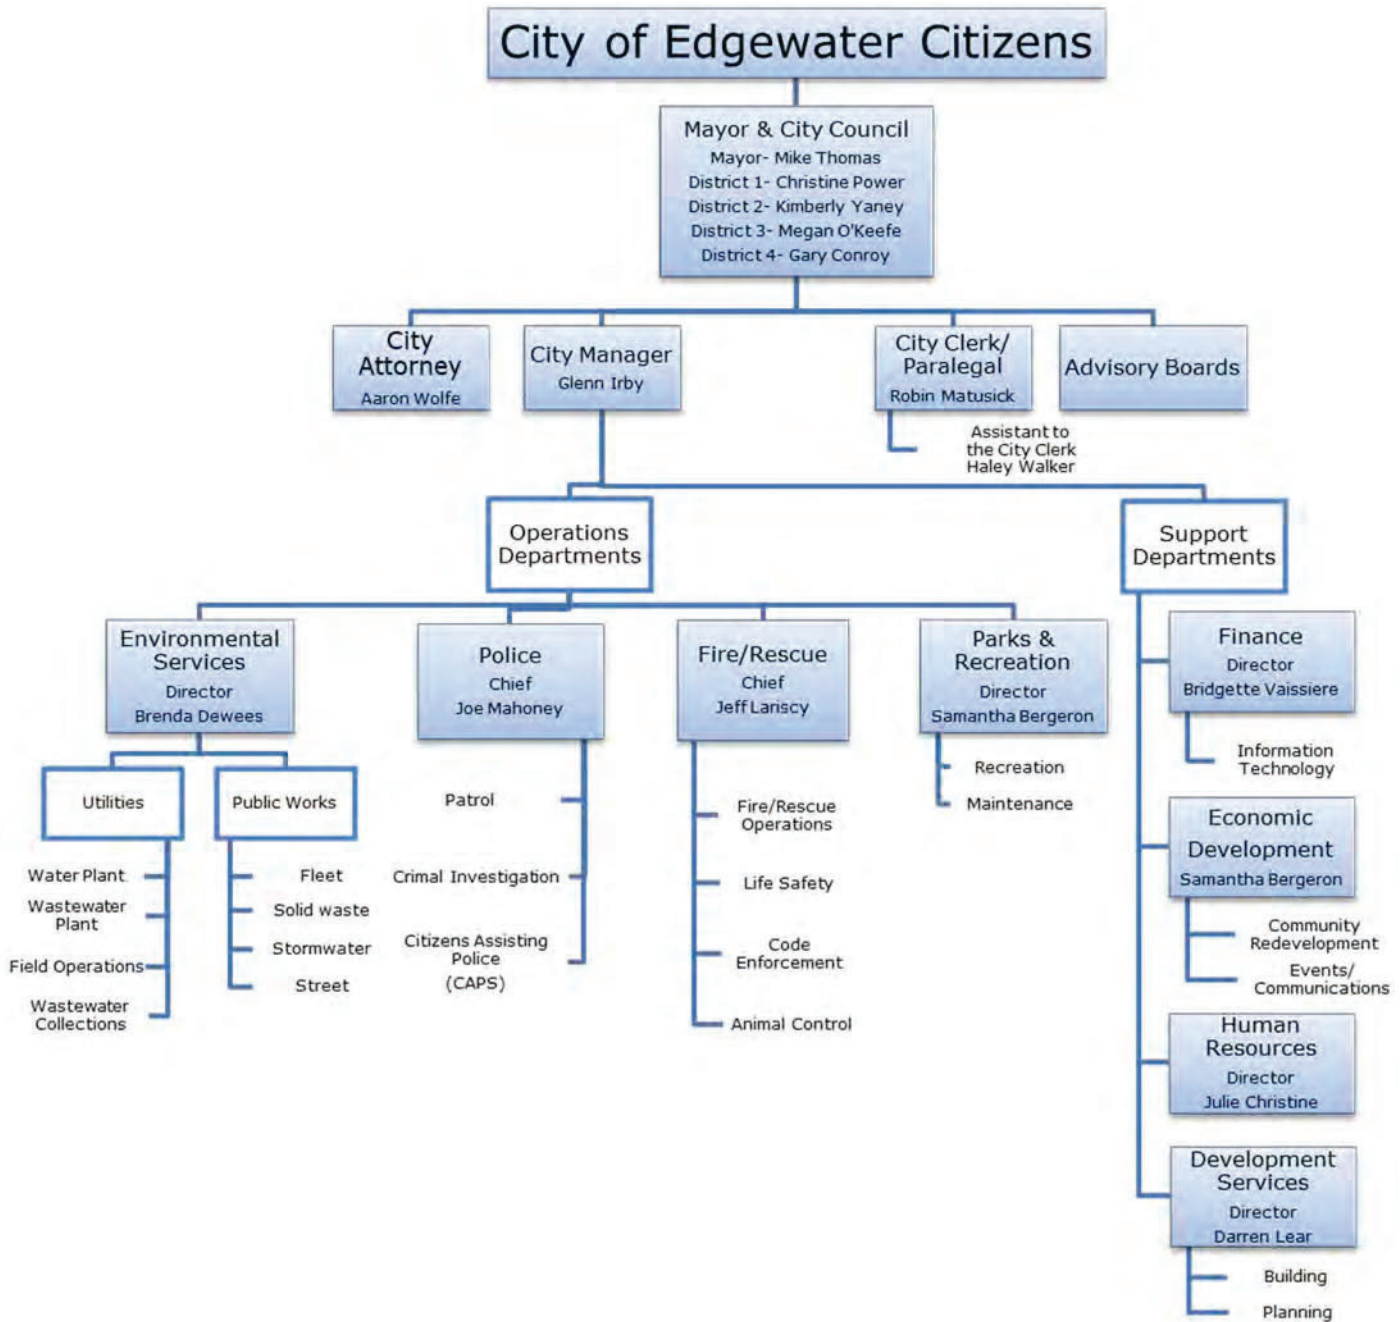 City of Edgewater Citizens
Mayor & City Council
Mayor- Mike Thomas
District 1- Christine Power
District 2- Kimberly Yaney
District 3- Megan O'Keefe
District 4- Gary Conroy
City
Attorney
Aaron Wolfe
City Manager
Glenn Irby
City Clerk/
Paralegal
Robin Matusick
Advisory Boards
Assistant to
the City Clerk
Haley Walker
Operations
Departments
Support
Departments
Environmental
Services
Director
Brenda Dewees
Utilities
Water Plant
Wastewater
Plant
Field Operations
Wastewater
Collections
Public Works
Fleet
Solid waste
Stormwater
Street
Police
Chief
Joe Mahoney
Patrol
Crimal Investigation
Citizens Assisting
Police
(CAPS)
Fire/Rescue
Chief
Jeff Lariscy
Fire/Rescue
Operations
Life Safety
Code
Enforcement
Animal Control
Parks &
Recreation
Director
Samantha Bergeron
Recreation
Maintenance
Finance
Director
Bridgette Vaissiere
Information
Technology
Economic
Development
Samantha Bergeron
Community
Redevelopment
Events/
Communications
Human
Resources
Director
Julie Christine
Development
Services
Director
Darren Lear
Building
Planning